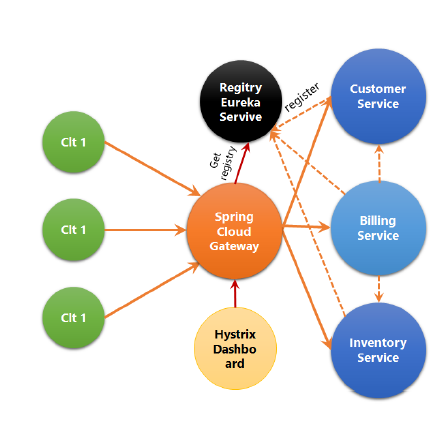 Regitry
Eureka
Servive
register
Customer
Service
Clt 1
Get
registry
Clt 1
Spring
Cloud
Gateway
Billing
Service
Clt 1
Hystrix
Dashbo
ard
Inventory
Service